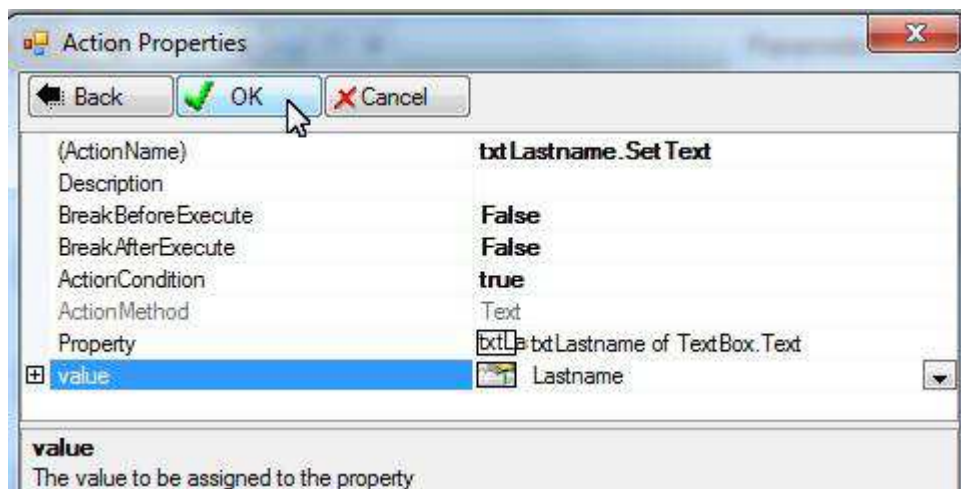 Action Properties
Back OK Cancel
(ActionName) txtLastname.SetText
Description
BreakBeforeExecute False
BreakAfterExecute False
ActionCondition true
ActionMethod Text
Property txtLa txtLastname of TextBox.Text
value Lastname
value
The value to be assigned to the property